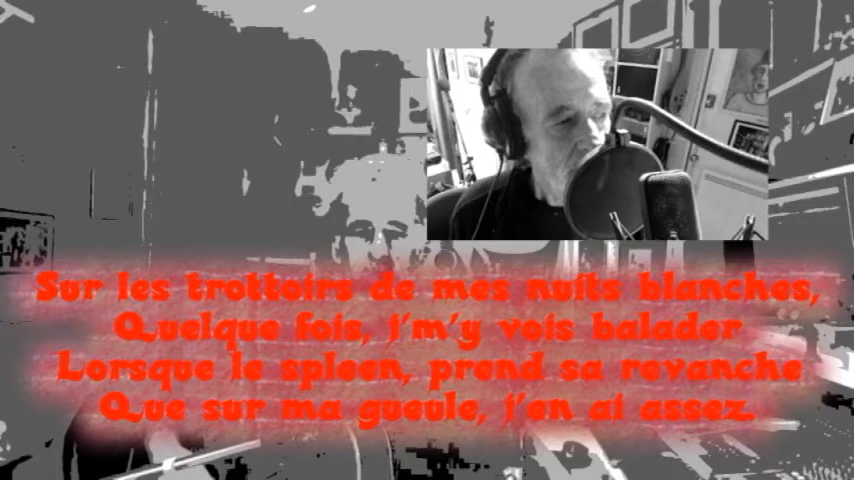 Sur les trottoirs de mes nuits blanches,
Quelque fois, j'm'y vois balader
Lorsque le spleen, prend sa revanche
Que sur ma gueule, j'en ai assez.